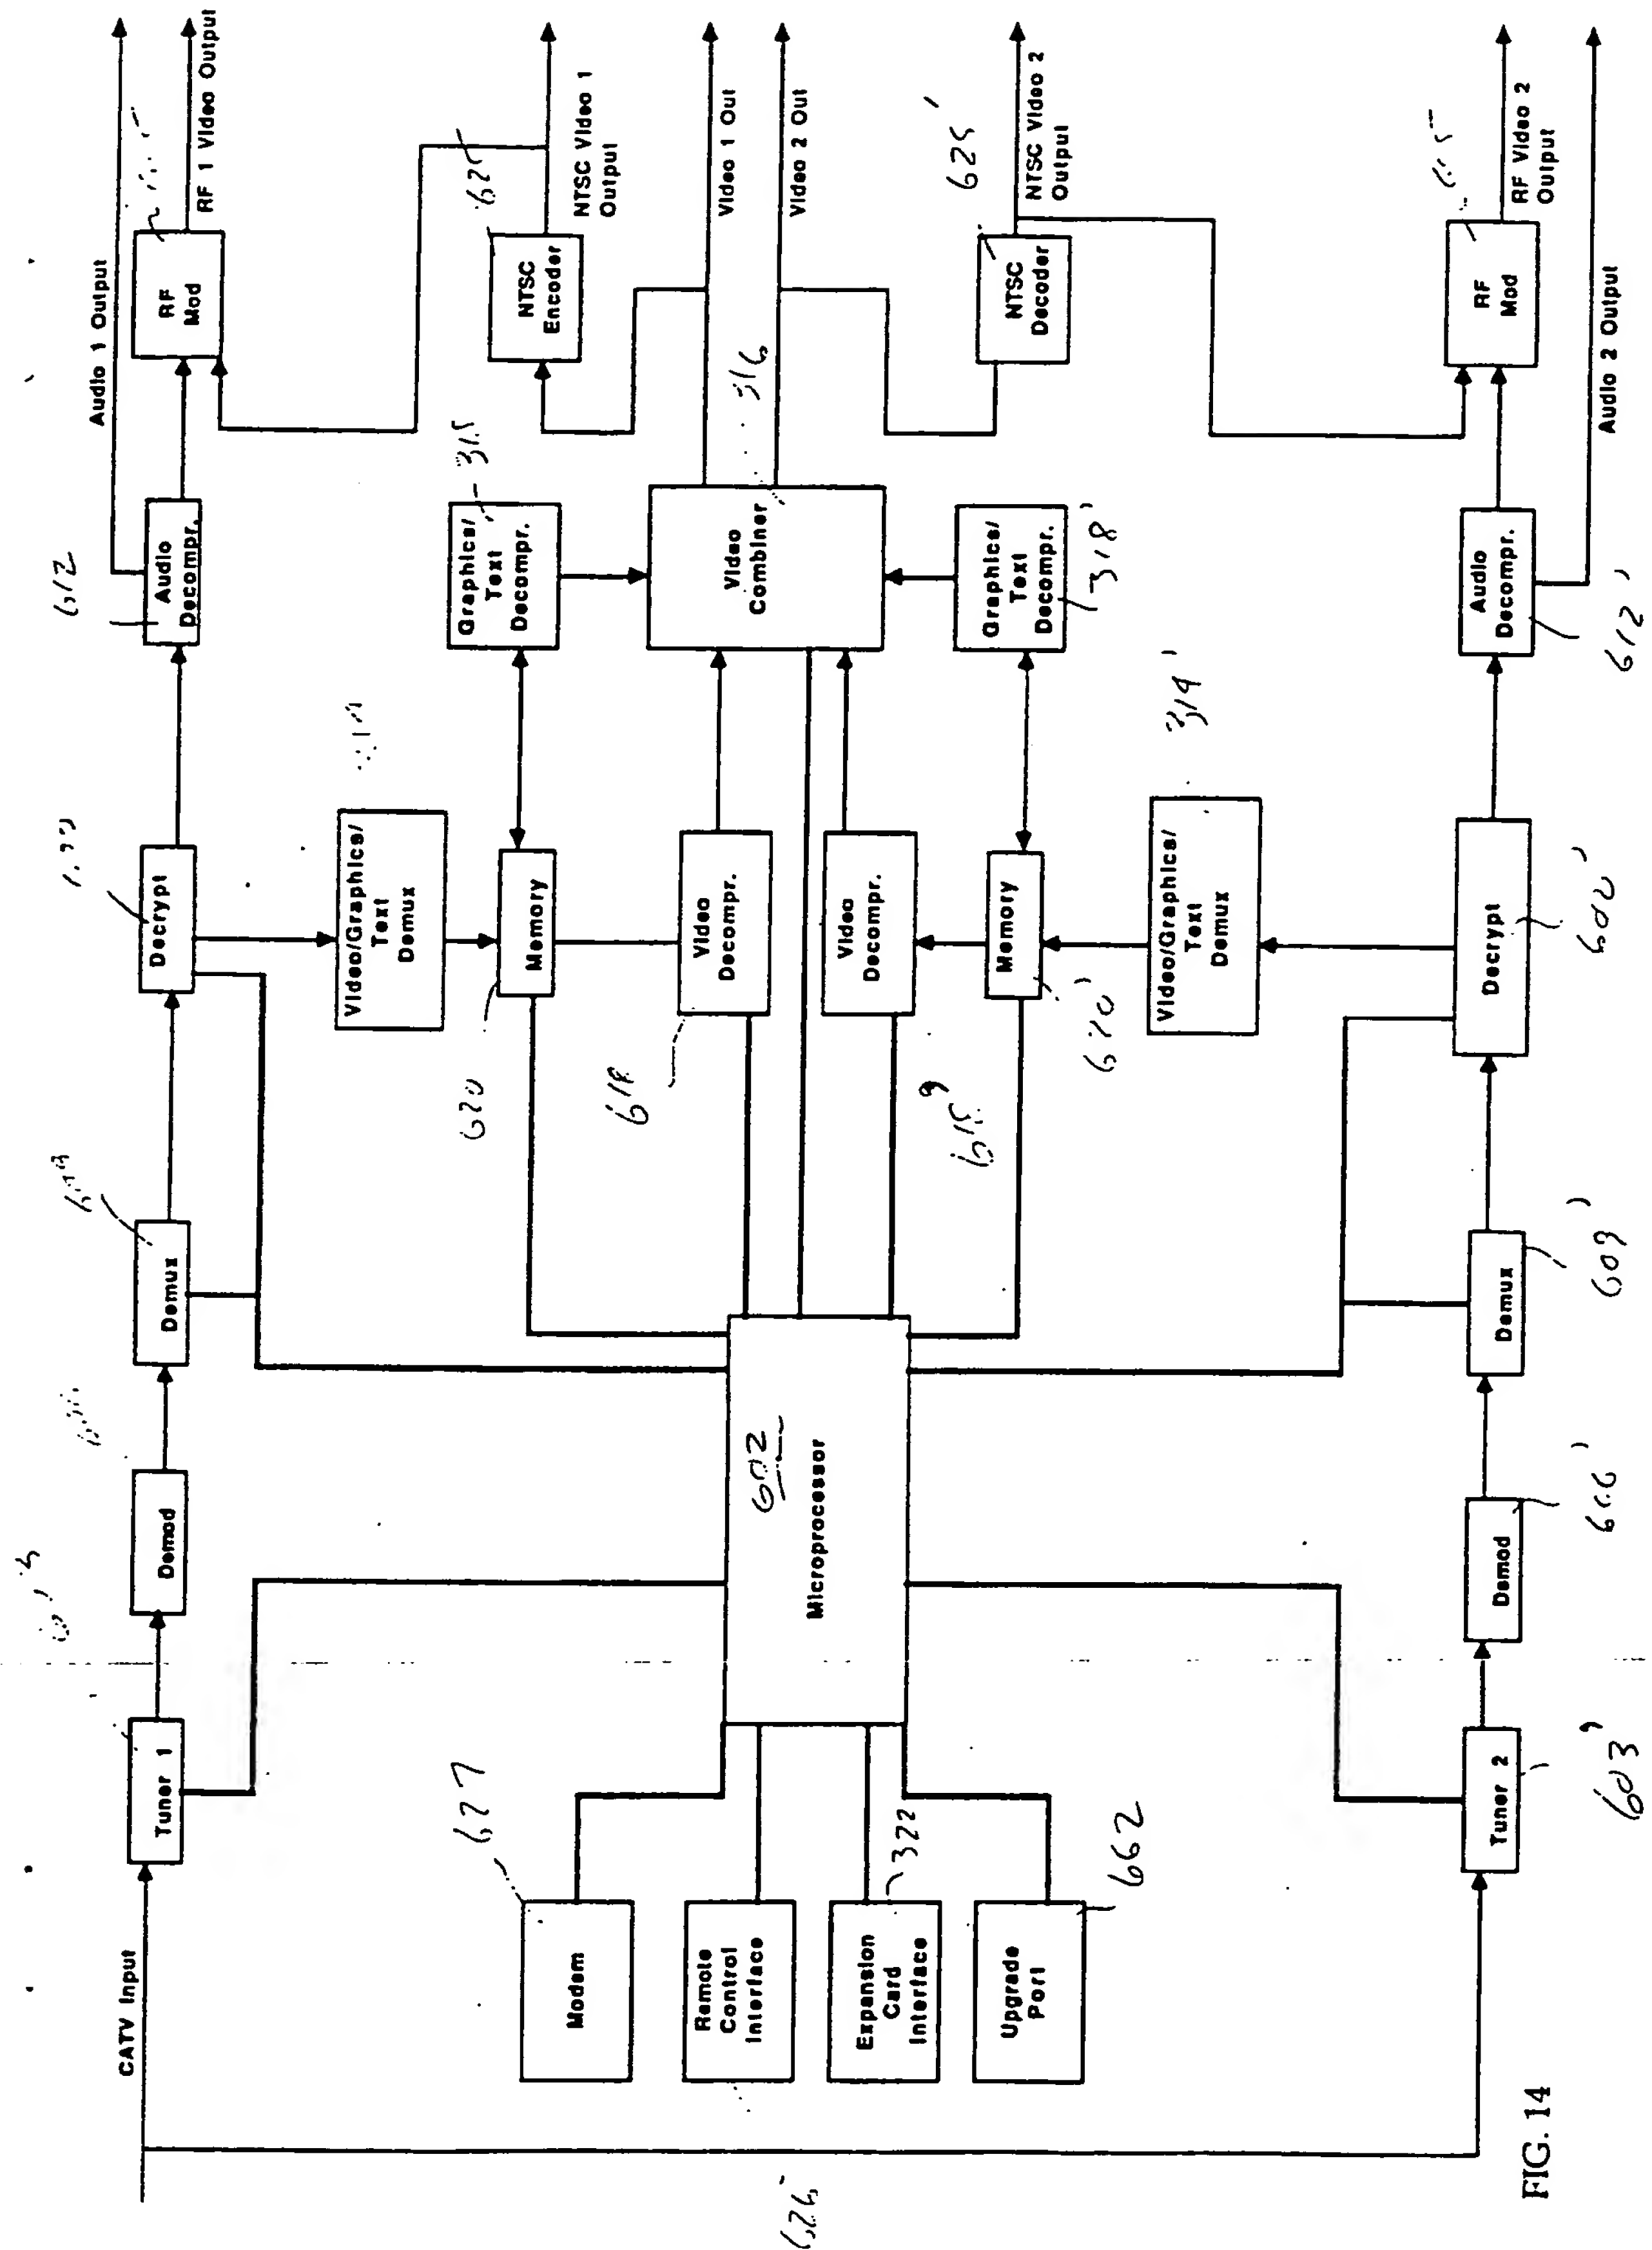 CATV Input
Tuner 1
Demod
Demux
Decrypt
Audio
Decompr.
612
Audio 1 Output
RF
Mod
RF 1 Video Output
Video/Graphics/
Text
Demux
Memory
620
Graphics/
Text
Decompr.
NTSC
Encoder
NTSC Video 1
Output
Modem
627
Remote
Control
Interface
626
Expansion
Card
Interface
322
Upgrade
Port
662
Microprocessor
602
Video
Decompr.
618
Video
Decompr.
Video
Combiner
316
Video 1 Out
Video 2 Out
Memory
620'
Graphics/
Text
Decompr.
318'
NTSC
Decoder
625'
NTSC Video 2
Output
Video/Graphics/
Text
Demux
314'
Tuner 2
603'
Demod
606'
Demux
609'
Decrypt
600'
Audio
Decompr.
612'
RF
Mod
RF Video 2
Output
Audio 2 Output
FIG. 14